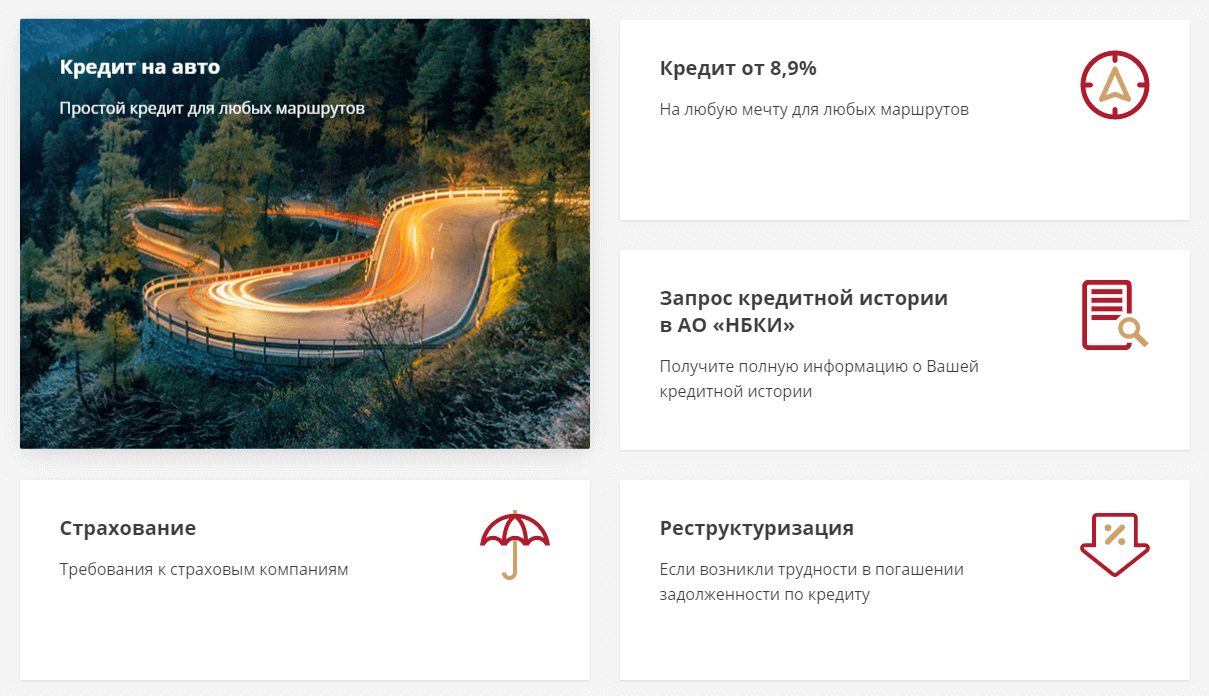 Кредит на авто
Простой кредит для любых маршрутов
Кредит от 8,9%
На любую мечту для любых маршрутов
Запрос кредитной истории
в АО «НБКИ»
Получите полную информацию о Вашей
кредитной истории
Страхование
Требования к страховым компаниям
Реструктуризация
Если возникли трудности в погашении
задолженности по кредиту